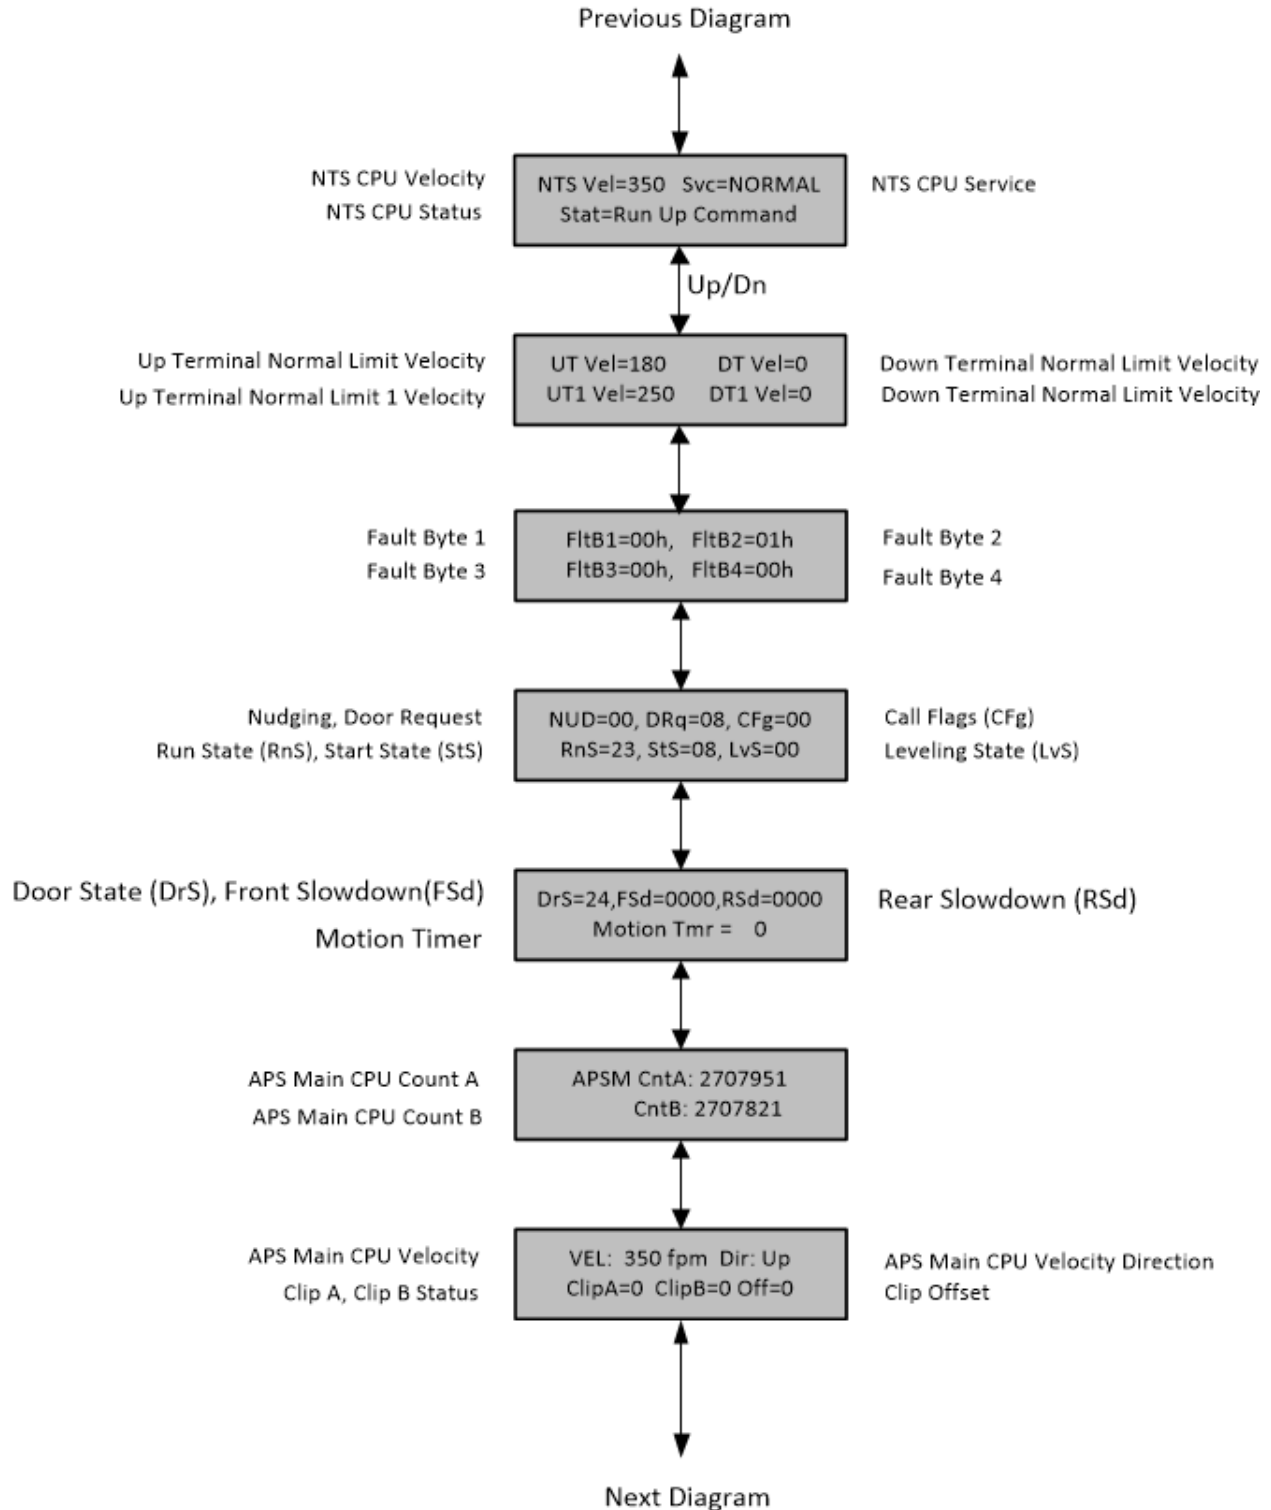 Previous Diagram
NTS CPU Velocity
NTS CPU Status
NTS Vel=350 Svc=NORMAL
Stat=Run Up Command
NTS CPU Service
Up/Dn
Up Terminal Normal Limit Velocity
Up Terminal Normal Limit 1 Velocity
UT Vel=180 DT Vel=0
UT1 Vel=250 DT1 Vel=0
Down Terminal Normal Limit Velocity
Down Terminal Normal Limit Velocity
Fault Byte 1
Fault Byte 3
FltB1=00h, FltB2=01h
FltB3=00h, FltB4=00h
Fault Byte 2
Fault Byte 4
Nudging, Door Request
Run State (RnS), Start State (StS)
NUD=00, DRq=08, CFg=00
RnS=23, StS=08, LvS=00
Call Flags (CFg)
Leveling State (LvS)
Door State (DrS), Front Slowdown(FSd)
Motion Timer
DrS=24,FSd=0000,RSd=0000
Motion Tmr = 0
Rear Slowdown (RSd)
APS Main CPU Count A
APS Main CPU Count B
APSM CntA: 2707951
CntB: 2707821
APS Main CPU Velocity
Clip A, Clip B Status
VEL: 350 fpm Dir: Up
ClipA=0 ClipB=0 Off=0
APS Main CPU Velocity Direction
Clip Offset
Next Diagram